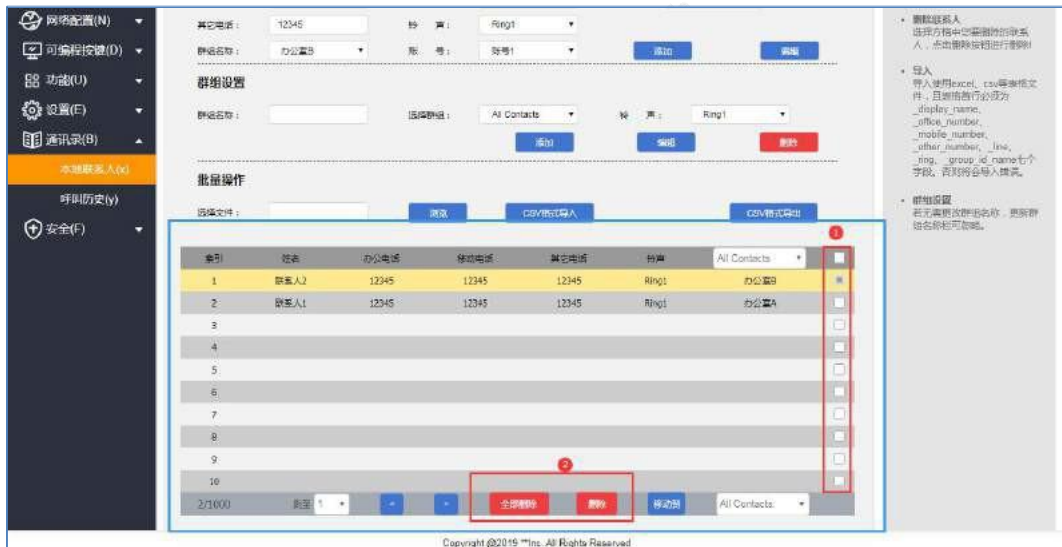 网络配置(N)
可编程按键(D)
功能(U)
设置(E)
通讯录(B)
本地联系人(x)
呼叫历史(y)
安全(F)
其它电话： 12345 铃 声： Ring1
群组名称： 办公室B 账 号： 账号1 添加 编辑
群组设置
群组名称： 选择群组： All Contacts 铃 声： Ring1
添加 编辑 删除
批量操作
选择文件： 浏览 CSV格式导入 CSV格式导出
1
索引 姓名 办公电话 移动电话 其它电话 铃声 All Contacts
1 联系人2 12345 12345 12345 Ring1 办公室B
2 联系人1 12345 12345 12345 Ring1 办公室A
3
4
5
6
7
8
9
10
2
2/1000 跳至 1 全部删除 删除 移动到 All Contacts
Copyright @2019 **Inc. All Rights Reserved
删除联系人
选择方格中您要删除的联系
人，点击删除按钮进行删除!
导入
导入使用excel、csv等表格文
件，且表格首行必须为
_display_name、
_office_number、
_mobile_number、
_other_number、_line、
_ring、_group_id_name七个
字段。否则将会导入错误。
群组设置
若无需更改群组名称，更新群
组名称栏可忽略。